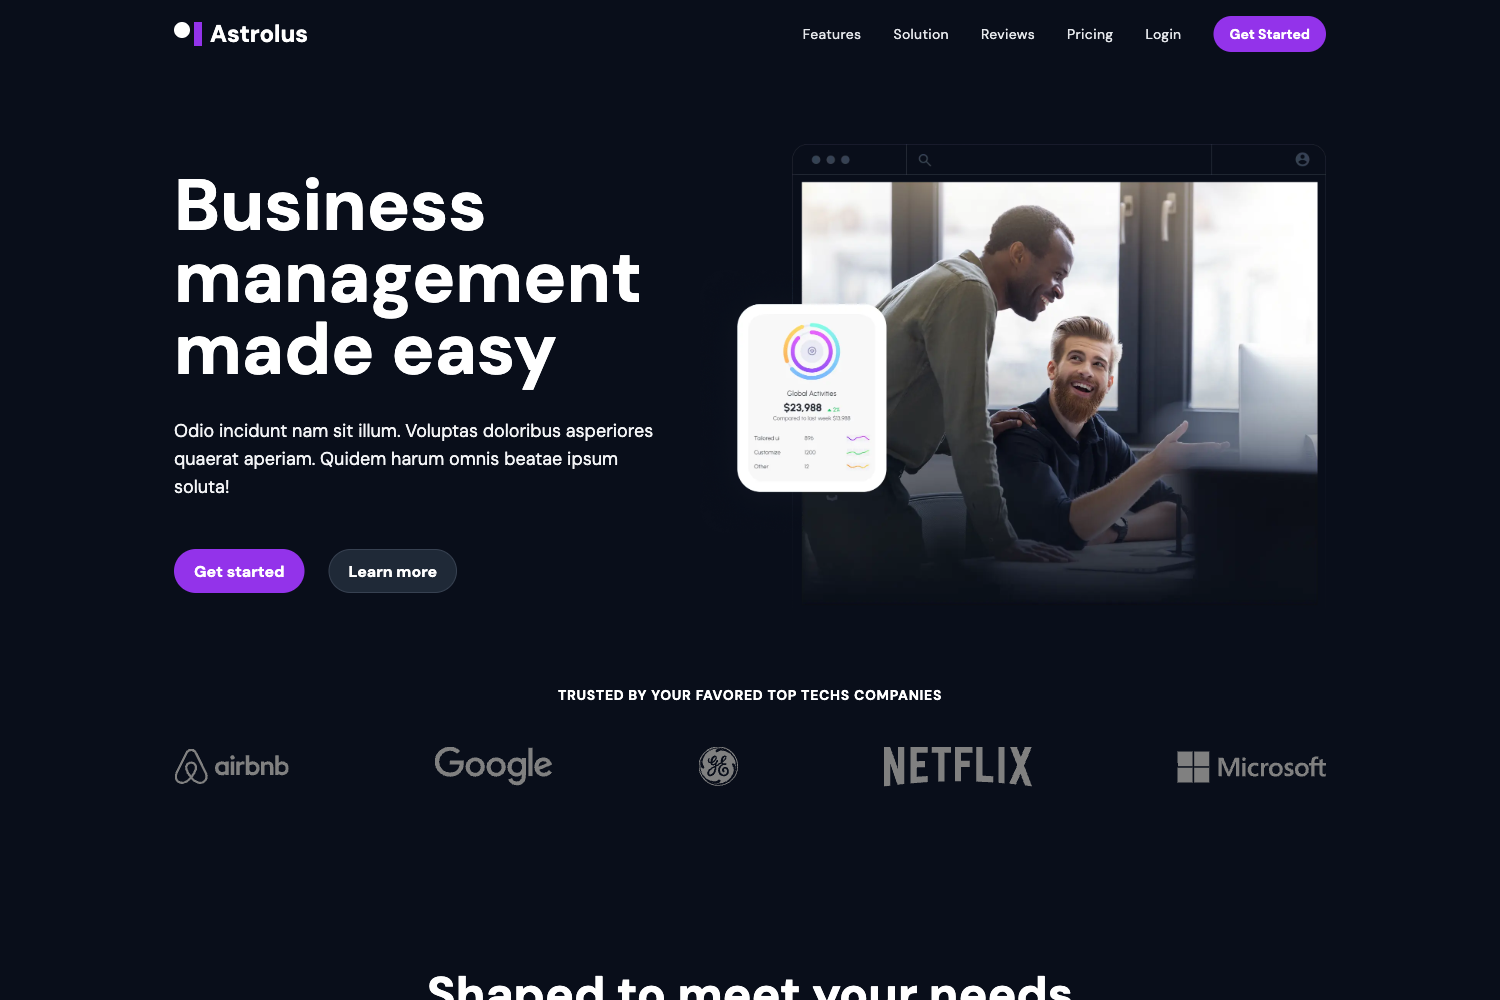 Astrolus
Features
Solution
Reviews
Pricing
Login
Get Started
Business
management
made easy
Odio incidunt nam sit illum. Voluptas doloribus asperiores
quaerat aperiam. Quidem harum omnis beatae ipsum
soluta!
Get started
Learn more
Global Activities
$23,988 2%
Compared to last week $13,988
Tailored ui 896
Customize 1200
Other 12
TRUSTED BY YOUR FAVORED TOP TECHS COMPANIES
airbnb
Google
GE
NETFLIX
Microsoft
Shaped to meet your needs